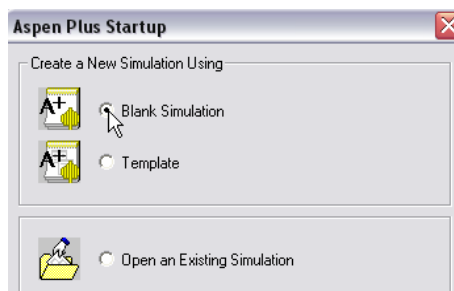 Aspen Plus Startup
Create a New Simulation Using
A+ Blank Simulation
A+ Template
Open an Existing Simulation